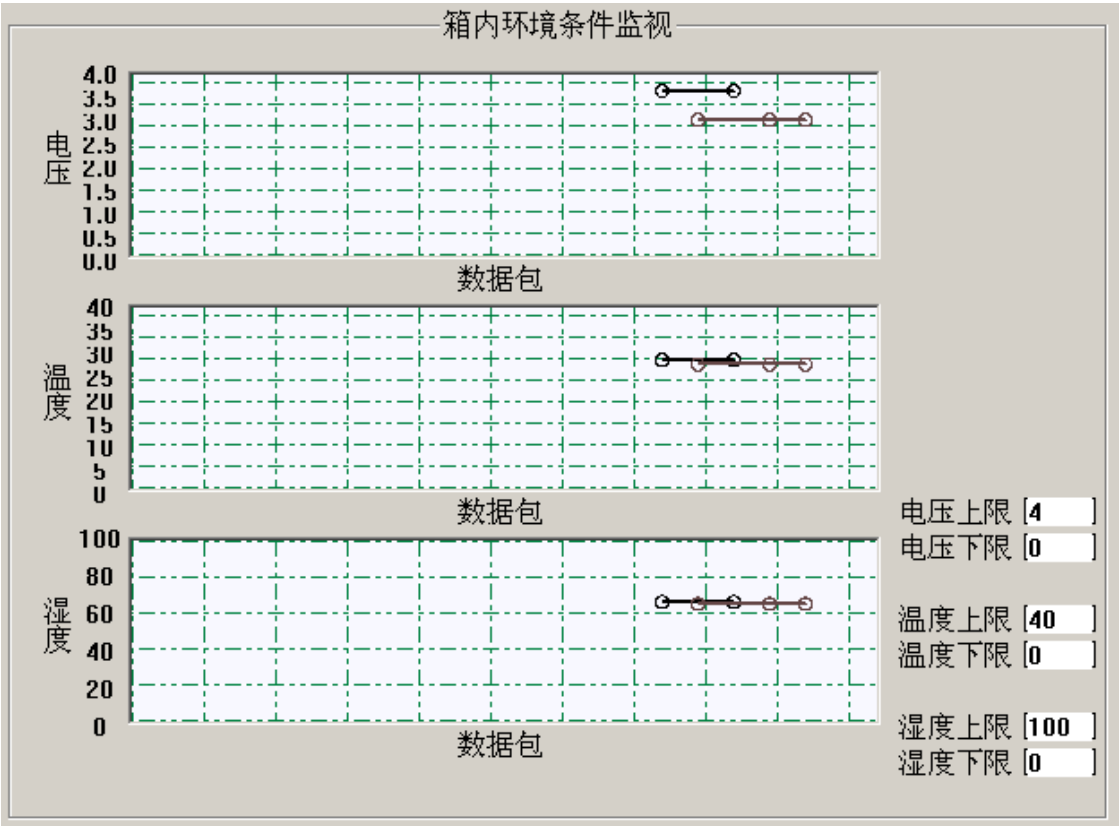 箱内环境条件监视
4.0
3.5
3.0
电压
2.5
2.0
1.5
1.0
0.5
0.0
数据包
40
35
30
温度
25
20
15
10
5
0
数据包
电压上限 [4]
100
电压下限 [0]
80
湿度
60
温度上限 [40]
40
温度下限 [0]
20
0
湿度上限 [100]
数据包
湿度下限 [0]